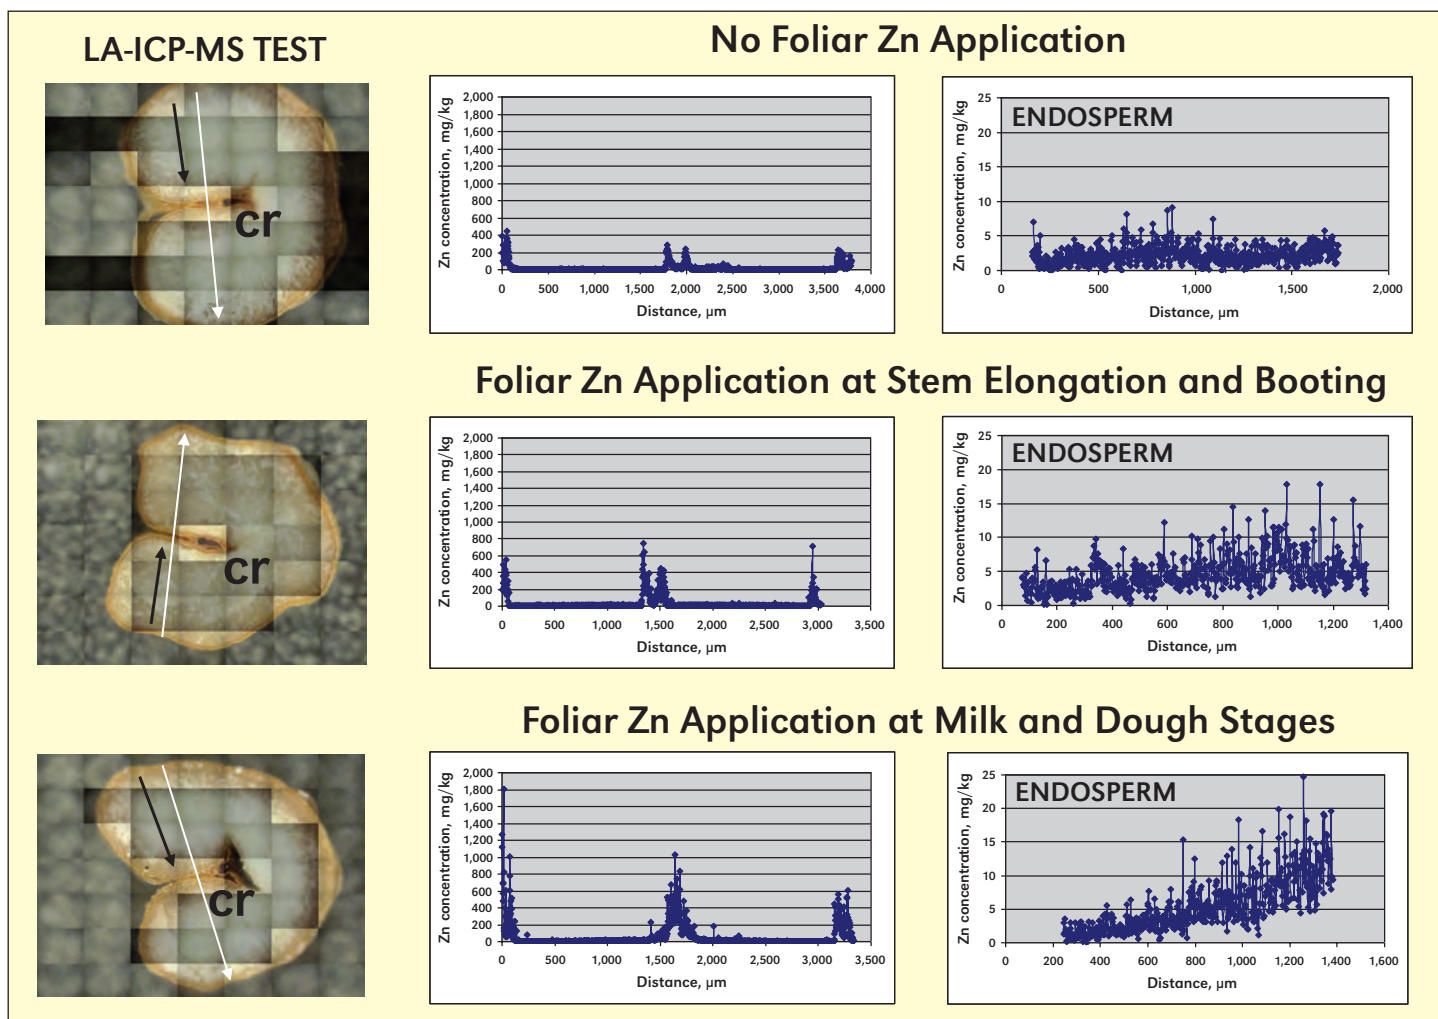 LA-ICP-MS TEST
No Foliar Zn Application
cr
Zn concentration, mg/kg
2,000
1,800
1,600
1,400
1,200
1,000
800
600
400
200
0
0 500 1,000 1,500 2,000 2,500 3,000 3,500 4,000
Distance, µm
ENDOSPERM
Zn concentration, mg/kg
25
20
15
10
5
0
0 500 1,000 1,500 2,000
Distance, µm
Foliar Zn Application at Stem Elongation and Booting
cr
Zn concentration, mg/kg
2,000
1,800
1,600
1,400
1,200
1,000
800
600
400
200
0
0 500 1,000 1,500 2,000 2,500 3,000 3,500
Distance, µm
ENDOSPERM
Zn concentration, mg/kg
25
20
15
10
5
0
0 200 400 600 800 1,000 1,200 1,400
Distance, µm
Foliar Zn Application at Milk and Dough Stages
cr
Zn concentration, mg/kg
2,000
1,800
1,600
1,400
1,200
1,000
800
600
400
200
0
0 500 1,000 1,500 2,000 2,500 3,000 3,500
Distance, µm
ENDOSPERM
Zn concentration, mg/kg
25
20
15
10
5
0
0 200 400 600 800 1,000 1,200 1,400 1,600
Distance, µm